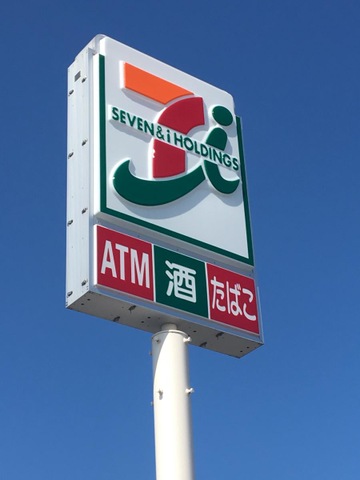 SEVEN&i HOLDINGS
ATM 酒 たばこ